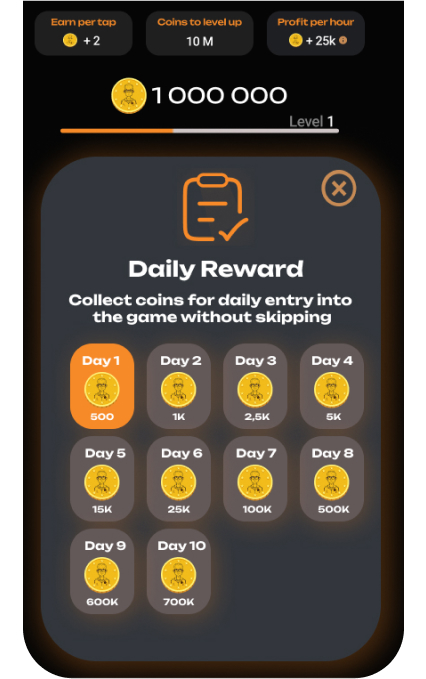 Earn per tap
+ 2
Coins to level up
10 M
Profit per hour
+ 25k
1 000 000
Level 1
Daily Reward
Collect coins for daily entry into
the game without skipping
Day 1
500
Day 2
1K
Day 3
2,5K
Day 4
5K
Day 5
15K
Day 6
25K
Day 7
100K
Day 8
500K
Day 9
600K
Day 10
700K